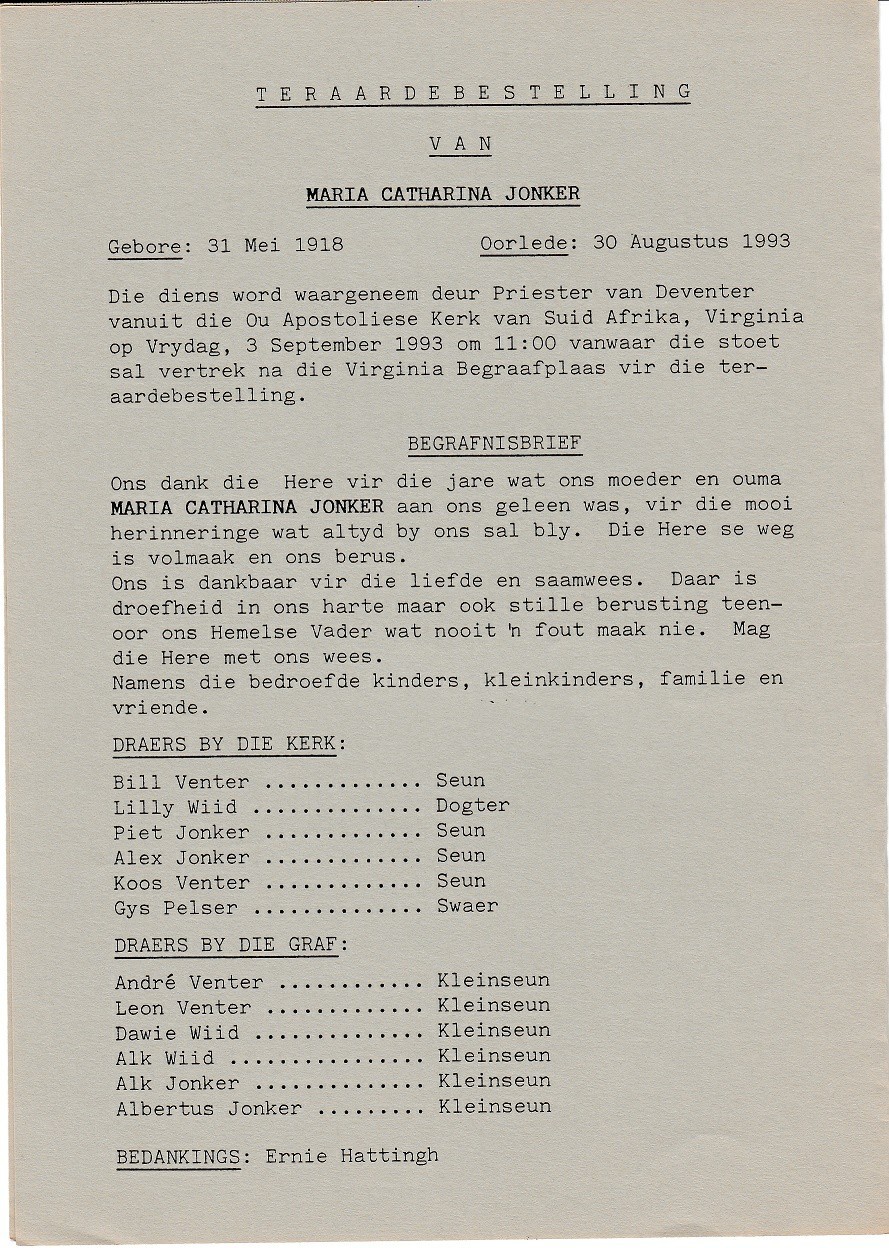 T E R A A R D E B E S T E L L I N G
V A N
MARIA CATHARINA JONKER
Gebore: 31 Mei 1918 Oorlede: 30 Augustus 1993
Die diens word waargeneem deur Priester van Deventer
vanuit die Ou Apostoliese Kerk van Suid Afrika, Virginia
op Vrydag, 3 September 1993 om 11:00 vanwaar die stoet
sal vertrek na die Virginia Begraafplaas vir die ter-
aardebestelling.
BEGRAFNISBRIEF
Ons dank die Here vir die jare wat ons moeder en ouma
MARIA CATHARINA JONKER aan ons geleen was, vir die mooi
herinneringe wat altyd by ons sal bly. Die Here se weg
is volmaak en ons berus.
Ons is dankbaar vir die liefde en saamwees. Daar is
droefheid in ons harte maar ook stille berusting teen-
oor ons Hemelse Vader wat nooit 'n fout maak nie. Mag
die Here met ons wees.
Namens die bedroefde kinders, kleinkinders, familie en
vriende.
DRAERS BY DIE KERK:
Bill Venter ............. Seun
Lilly Wiid .............. Dogter
Piet Jonker ............. Seun
Alex Jonker ............. Seun
Koos Venter ............. Seun
Gys Pelser .............. Swaer
DRAERS BY DIE GRAF:
André Venter ............ Kleinseun
Leon Venter ............. Kleinseun
Dawie Wiid .............. Kleinseun
Alk Wiid ................ Kleinseun
Alk Jonker .............. Kleinseun
Albertus Jonker ......... Kleinseun
BEDANKINGS: Ernie Hattingh